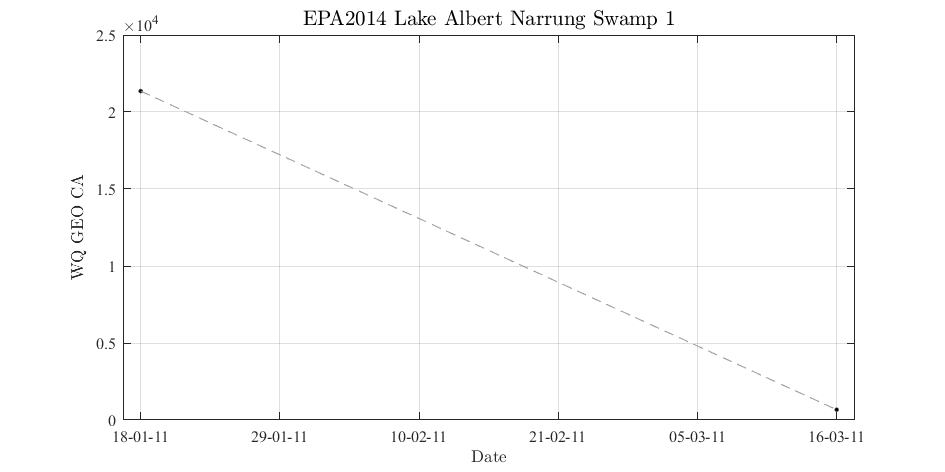 EPA2014 Lake Albert Narrung Swamp 1
×10⁴
2.5
2
1.5
1
0.5
0
WQ GEO CA
18-01-11 29-01-11 10-02-11 21-02-11 05-03-11 16-03-11
Date